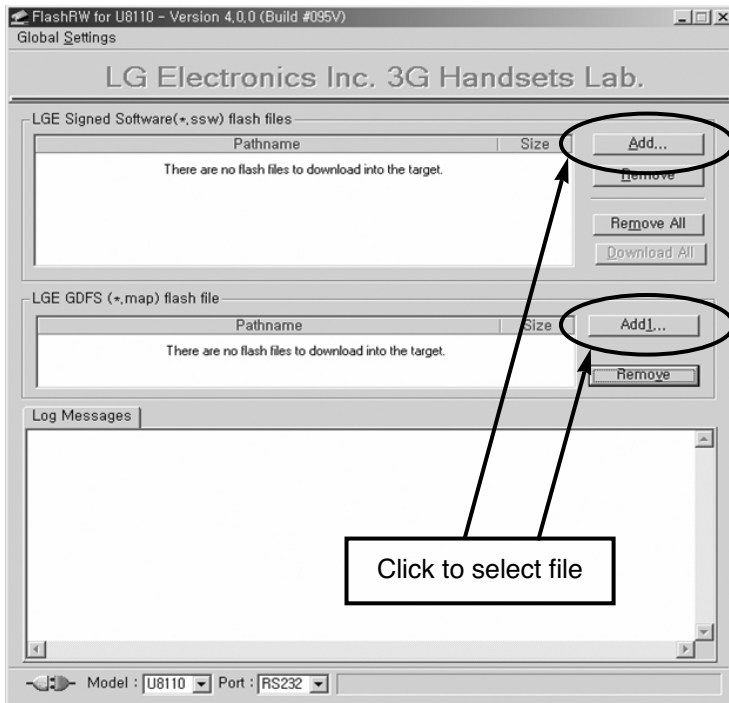 FlashRW for U8110 - Version 4,0,0 (Build #095V)
Global Settings
LG Electronics Inc. 3G Handsets Lab.
LGE Signed Software(*,ssw) flash files
Pathname Size
There are no flash files to download into the target.
Add...
Remove
Remove All
Download All
LGE GDFS (*,map) flash file
Pathname Size
There are no flash files to download into the target.
Add1...
Remove
Log Messages
Click to select file
Model : U8110 Port : RS232